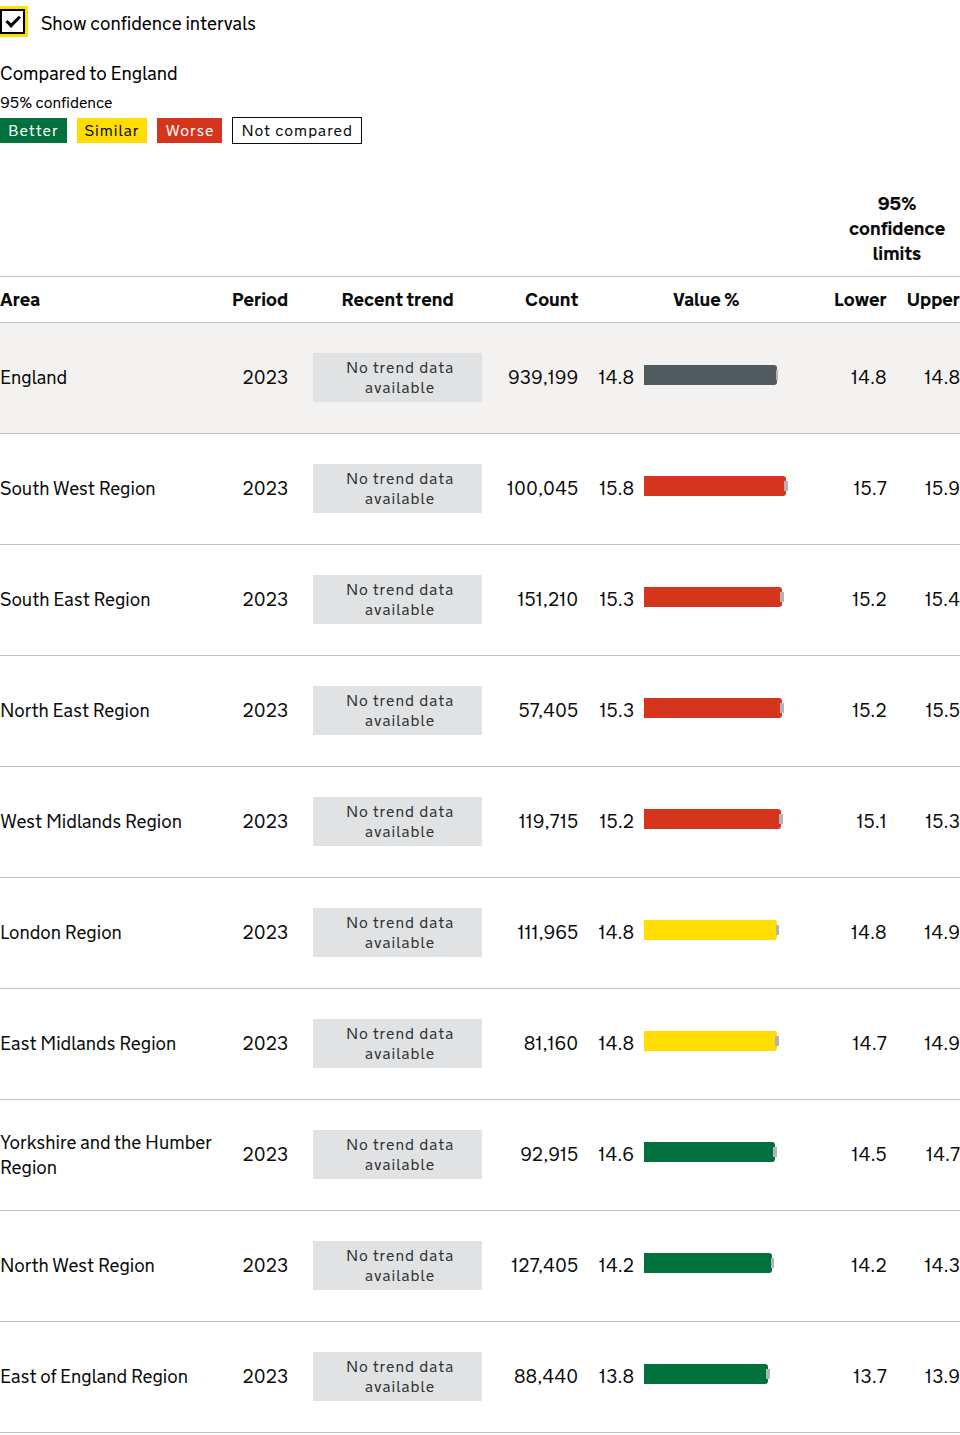 Show confidence intervals
Compared to England
95% confidence
Better Similar Worse Not compared
95%
confidence
limits
Area Period Recent trend Count Value % Lower Upper
England 2023 No trend data available 939,199 14.8 14.8 14.8
South West Region 2023 No trend data available 100,045 15.8 15.7 15.9
South East Region 2023 No trend data available 151,210 15.3 15.2 15.4
North East Region 2023 No trend data available 57,405 15.3 15.2 15.5
West Midlands Region 2023 No trend data available 119,715 15.2 15.1 15.3
London Region 2023 No trend data available 111,965 14.8 14.8 14.9
East Midlands Region 2023 No trend data available 81,160 14.8 14.7 14.9
Yorkshire and the Humber Region 2023 No trend data available 92,915 14.6 14.5 14.7
North West Region 2023 No trend data available 127,405 14.2 14.2 14.3
East of England Region 2023 No trend data available 88,440 13.8 13.7 13.9